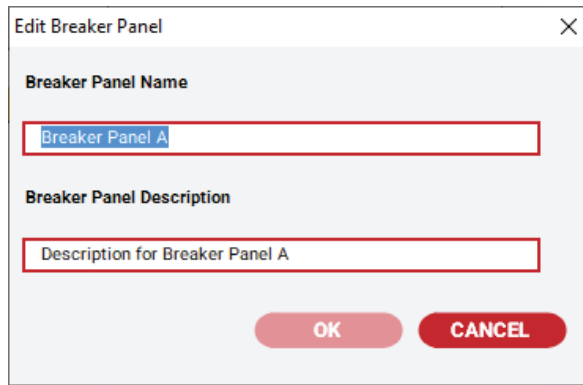 Edit Breaker Panel
Breaker Panel Name
Breaker Panel A
Breaker Panel Description
Description for Breaker Panel A
OK CANCEL